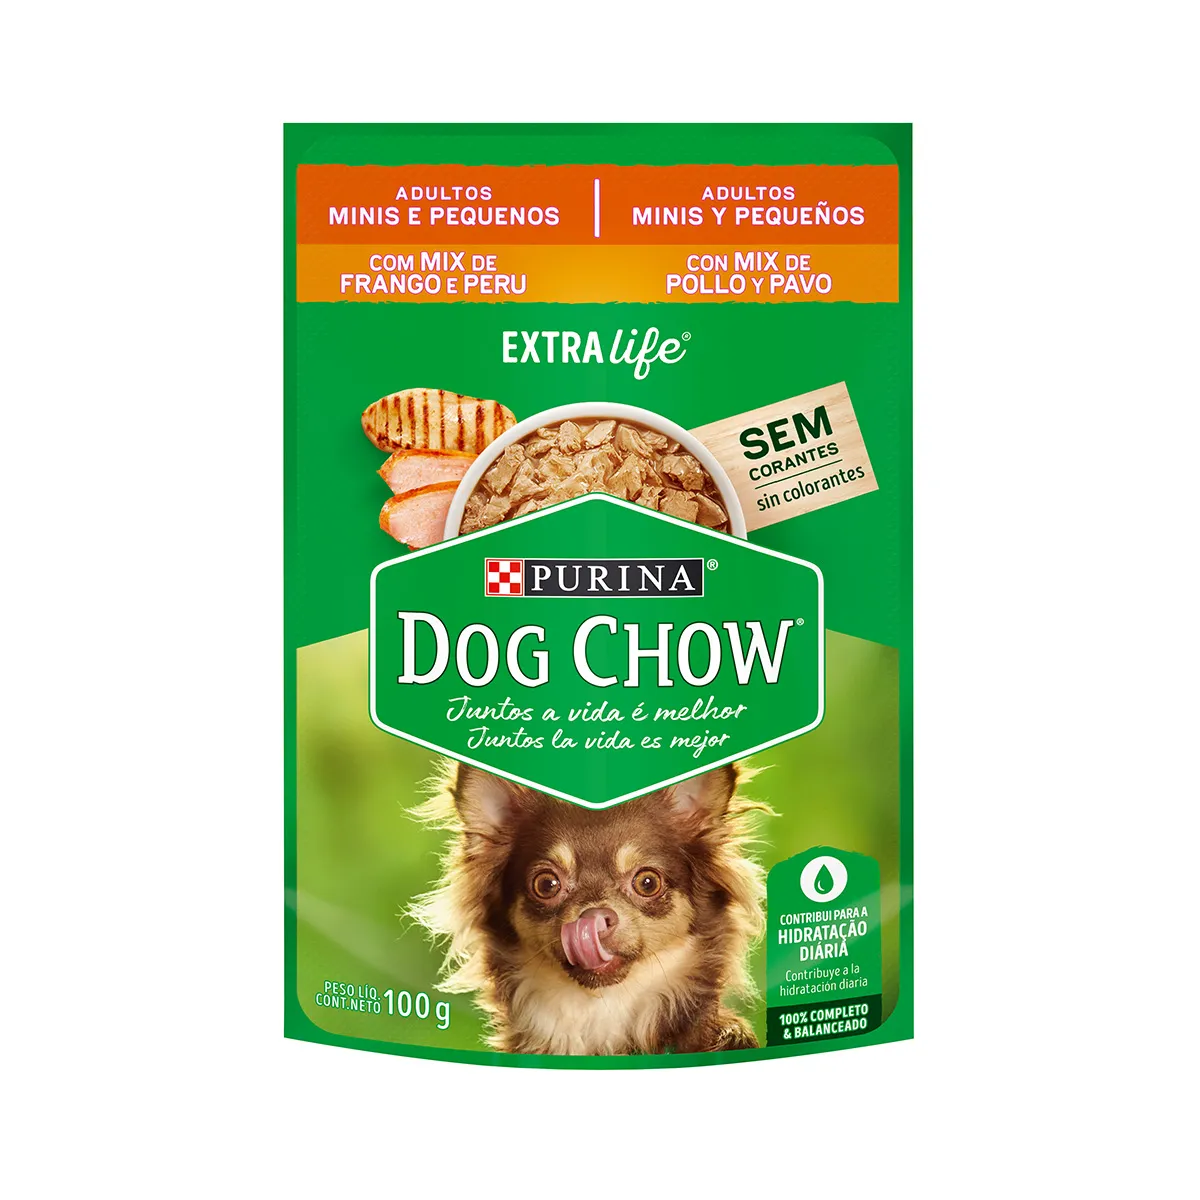 ADULTOS
MINIS E PEQUENOS
ADULTOS
MINIS Y PEQUEÑOS
COM MIX DE
FRANGO E PERU
CON MIX DE
POLLO Y PAVO
EXTRA life®
SEM
CORANTES
sin colorantes
PURINA®
DOG CHOW®
Juntos a vida é melhor
Juntos la vida es mejor
CONTRIBUI PARA A
HIDRATAÇÃO
DIÁRIA
Contribuye a la
hidratación diaria
100% COMPLETO
& BALANCEADO
PESO LÍQ.
CONT.NETO 100 g